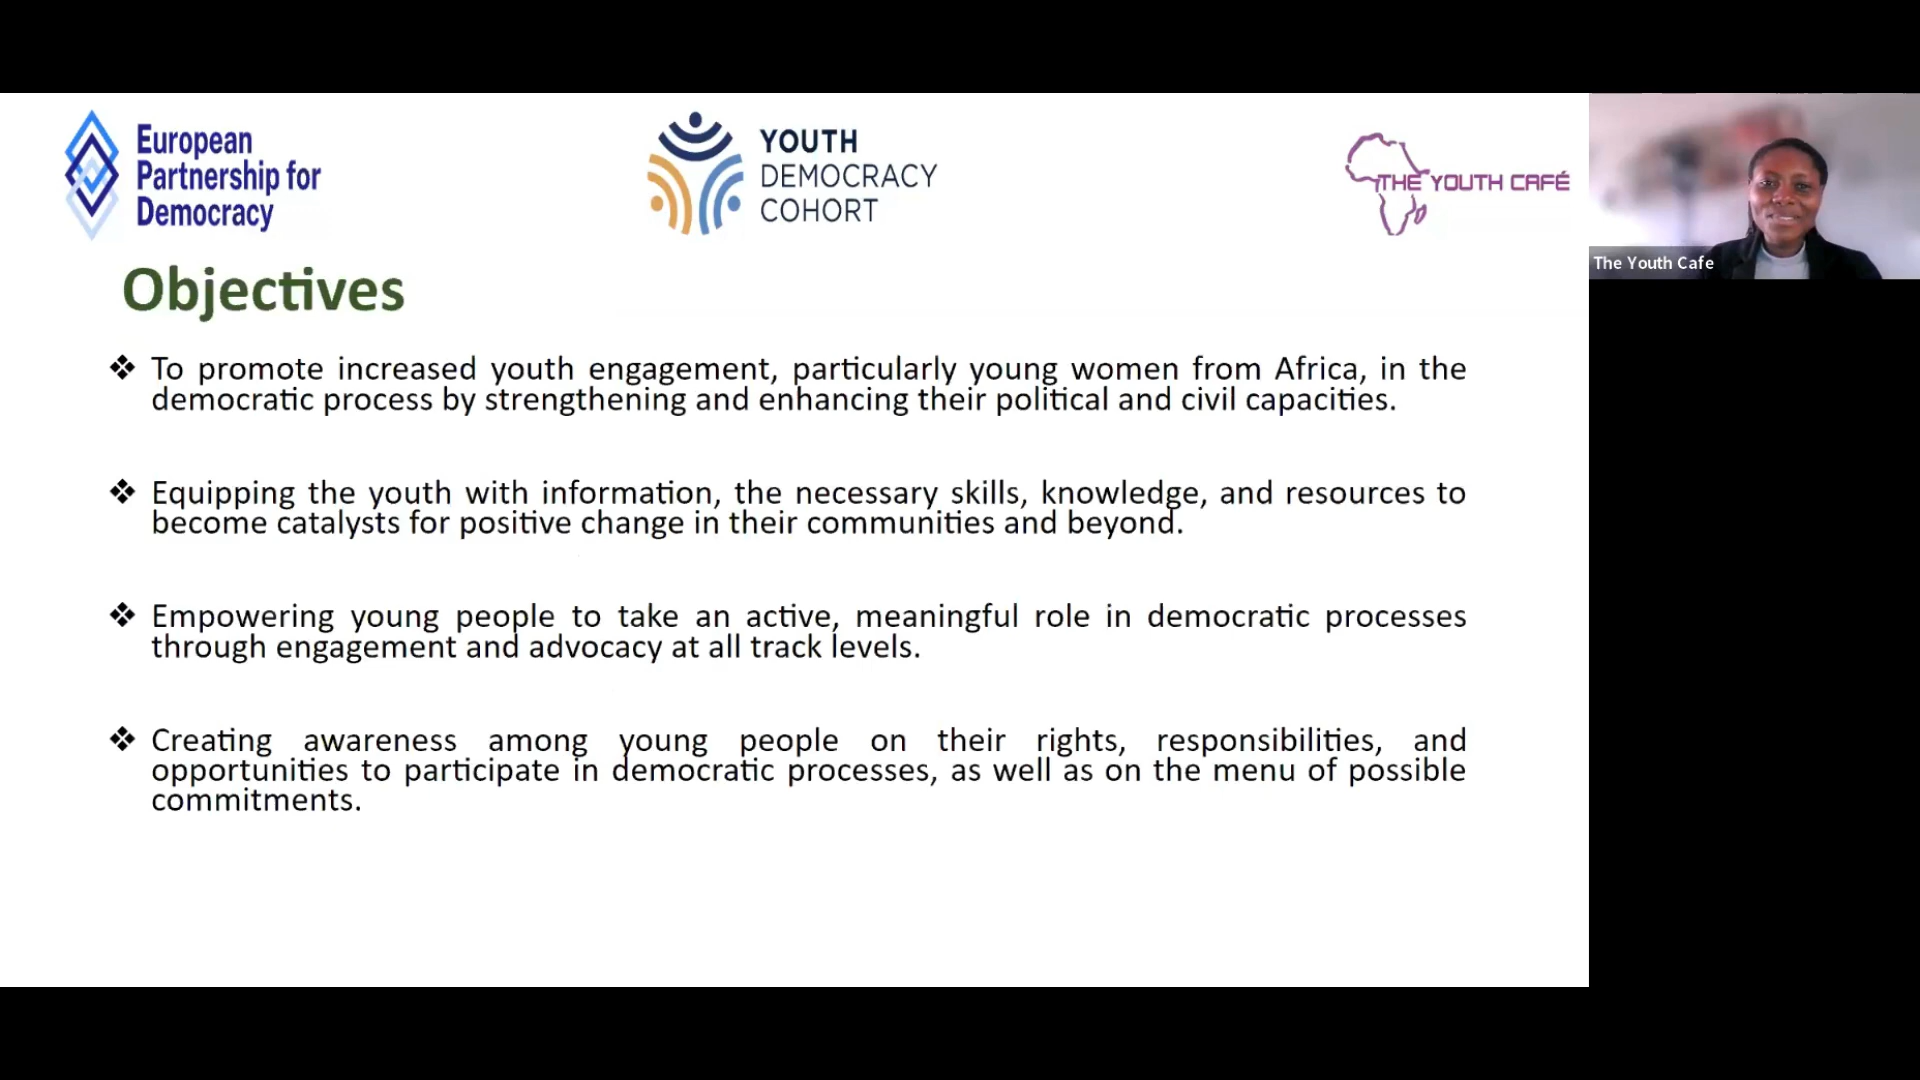 European
Partnership for
Democracy
YOUTH
DEMOCRACY
COHORT
THE YOUTH CAFÉ
The Youth Cafe
Objectives
❖ To promote increased youth engagement, particularly young women from Africa, in the
democratic process by strengthening and enhancing their political and civil capacities.
❖ Equipping the youth with information, the necessary skills, knowledge, and resources to
become catalysts for positive change in their communities and beyond.
❖ Empowering young people to take an active, meaningful role in democratic processes
through engagement and advocacy at all track levels.
❖ Creating awareness among young people on their rights, responsibilities, and
opportunities to participate in democratic processes, as well as on the menu of possible
commitments.